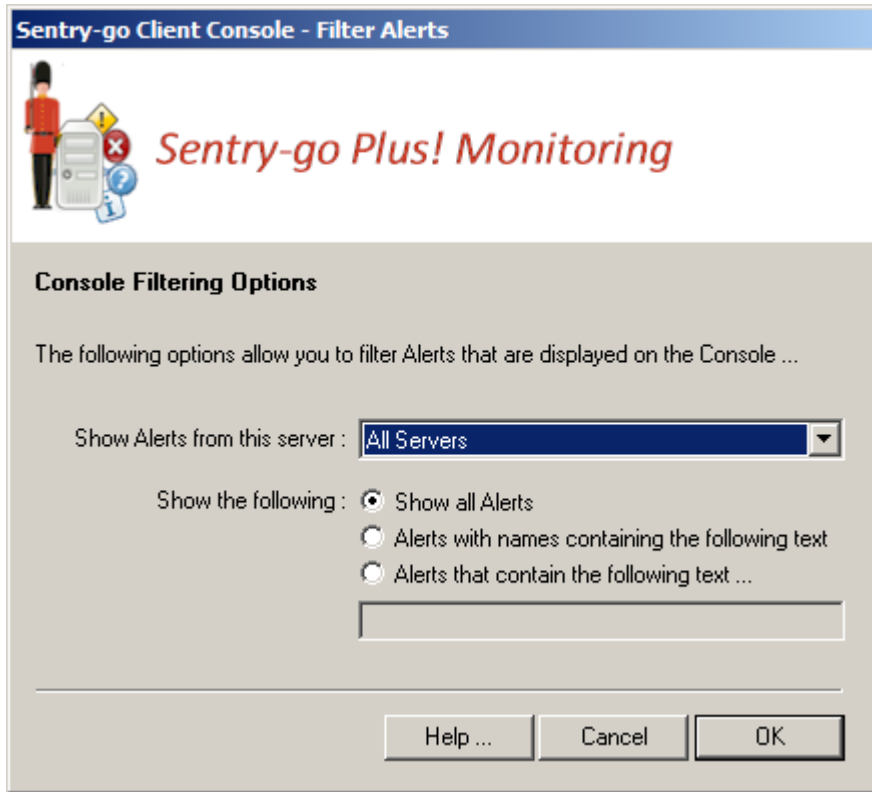 Sentry-go Client Console - Filter Alerts
Sentry-go Plus! Monitoring
Console Filtering Options
The following options allow you to filter Alerts that are displayed on the Console ...
Show Alerts from this server : All Servers
Show the following : Show all Alerts
Alerts with names containing the following text
Alerts that contain the following text ...
Help ... Cancel OK